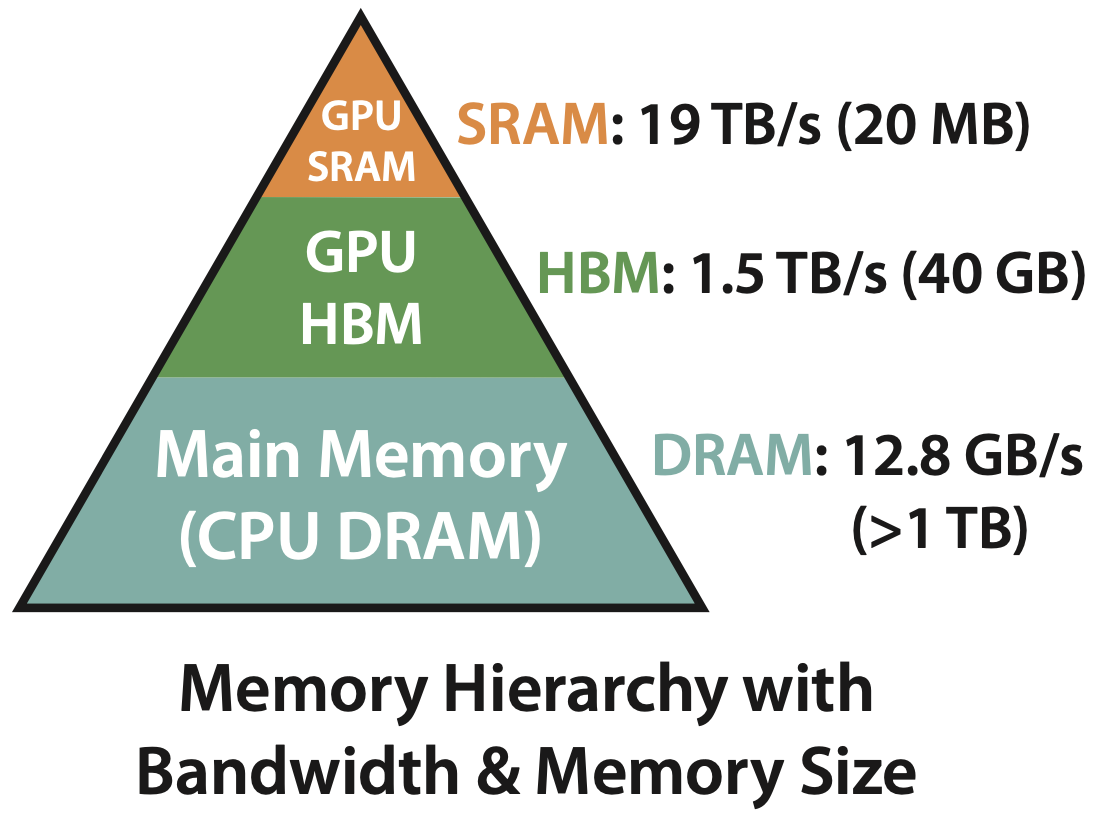 GPU
SRAM
SRAM: 19 TB/s (20 MB)
GPU
HBM
HBM: 1.5 TB/s (40 GB)
Main Memory
(CPU DRAM)
DRAM: 12.8 GB/s
(>1 TB)
Memory Hierarchy with
Bandwidth & Memory Size